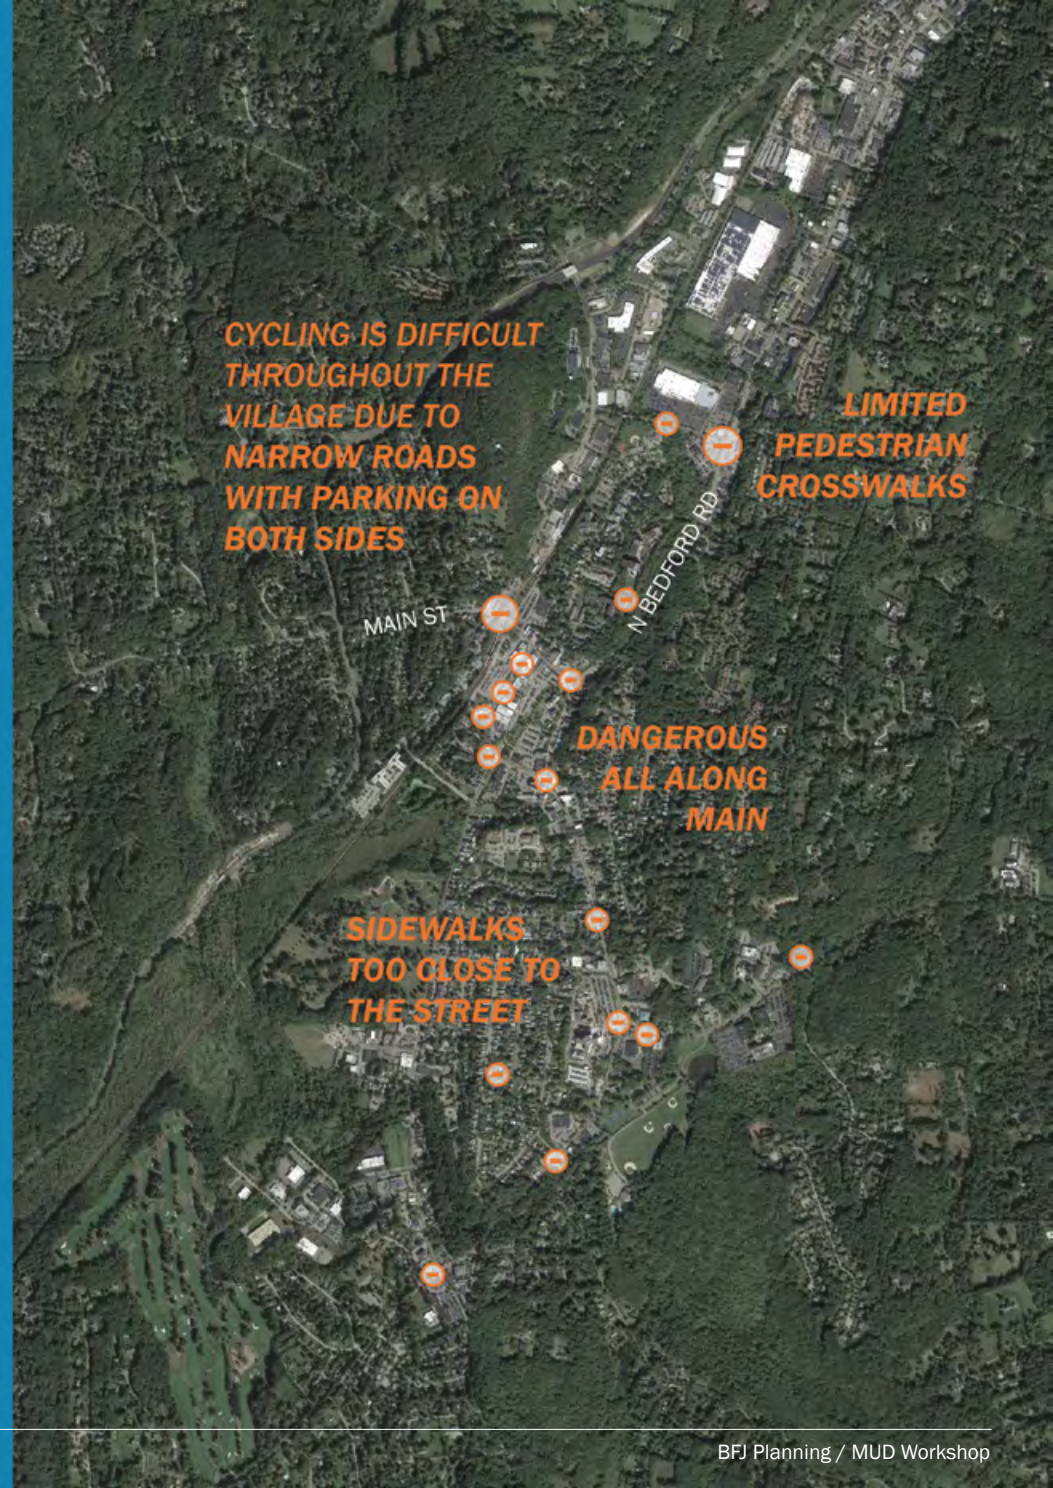 CYCLING IS DIFFICULT
THROUGHOUT THE
VILLAGE DUE TO
NARROW ROADS
WITH PARKING ON
BOTH SIDES
LIMITED
PEDESTRIAN
CROSSWALKS
N BEDFORD RD
MAIN ST
DANGEROUS
ALL ALONG
MAIN
SIDEWALKS
TOO CLOSE TO
THE STREET
BFJ Planning / MUD Workshop